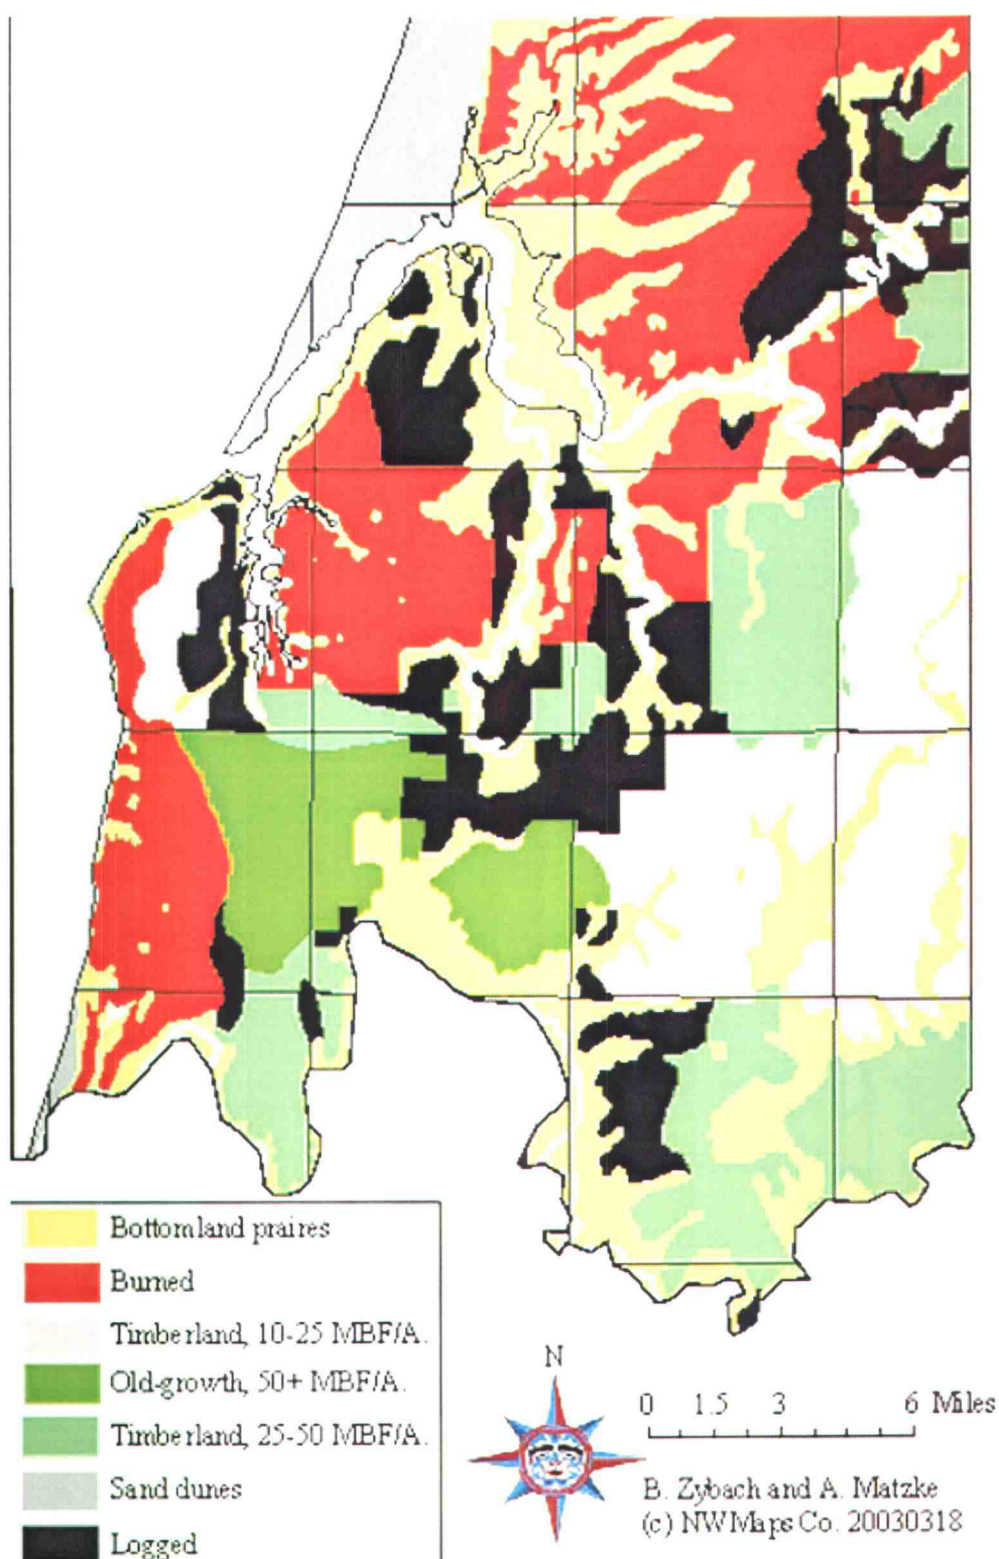 Bottomland praires
Burned
Timberland, 10-25 MBF/A.
Old-growth, 50+ MBF/A.
Timberland, 25-50 MBF/A.
Sand dunes
Logged
N
0 1.5 3 6 Miles
B. Zybach and A. Matzke
(c) NWMaps Co. 20030318